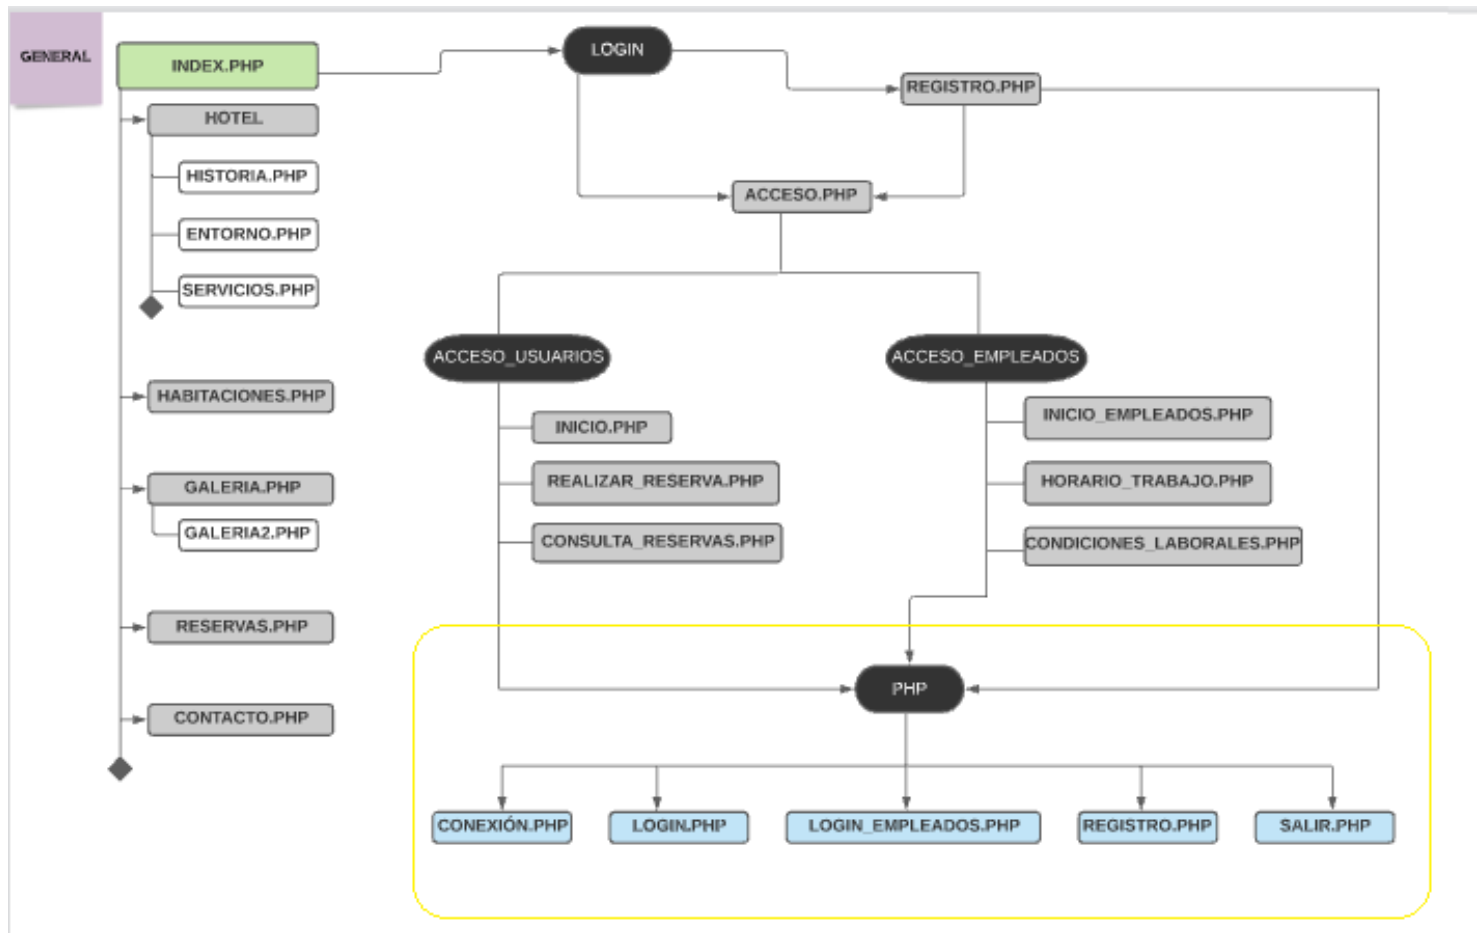 GENERAL
INDEX.PHP
LOGIN
REGISTRO.PHP
HOTEL
HISTORIA.PHP
ACCESO.PHP
ENTORNO.PHP
SERVICIOS.PHP
ACCESO_USUARIOS
ACCESO_EMPLEADOS
HABITACIONES.PHP
INICIO.PHP
INICIO_EMPLEADOS.PHP
GALERIA.PHP
REALIZAR_RESERVA.PHP
HORARIO_TRABAJO.PHP
GALERIA2.PHP
CONSULTA_RESERVAS.PHP
CONDICIONES_LABORALES.PHP
RESERVAS.PHP
PHP
CONTACTO.PHP
CONEXIÓN.PHP
LOGIN.PHP
LOGIN_EMPLEADOS.PHP
REGISTRO.PHP
SALIR.PHP